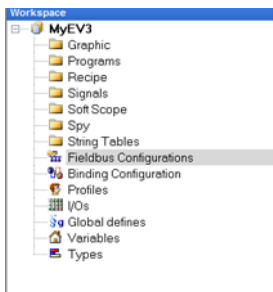 Workspace
MyEV3
Graphic
Programs
Recipe
Signals
Soft Scope
Spy
String Tables
Fieldbus Configurations
Binding Configuration
Profiles
I/Os
Global defines
Variables
Types